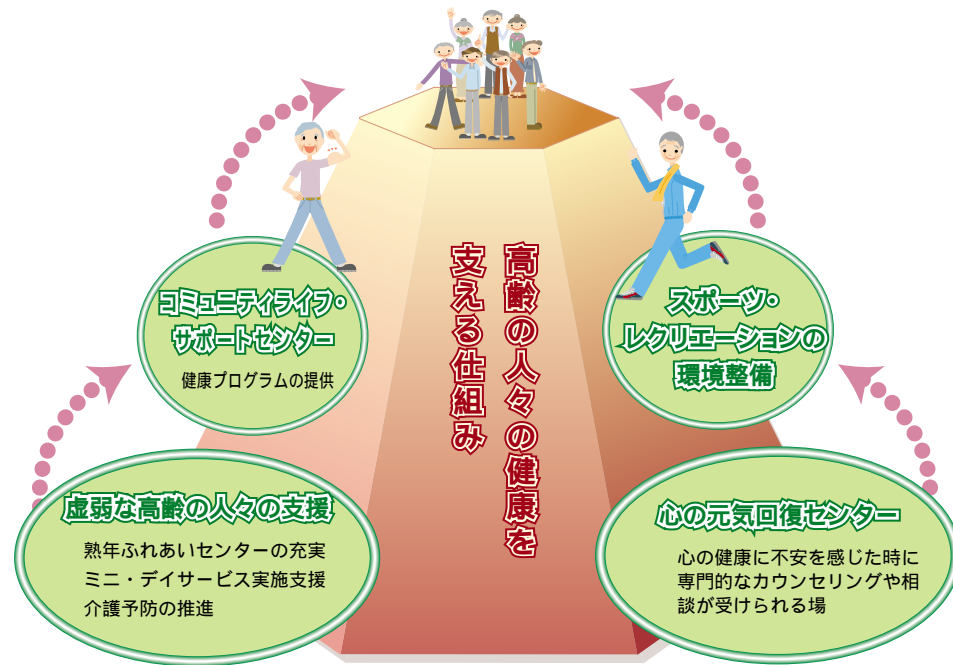 高齢の人々の健康を
支える仕組み
コミュニティライフ・
サポートセンター
健康プログラムの提供
スポーツ・
レクリエーションの
環境整備
虚弱な高齢の人々の支援
熟年ふれあいセンターの充実
ミニ・デイサービス実施支援
介護予防の推進
心の元気回復センター
心の健康に不安を感じた時に
専門的なカウンセリングや相
談が受けられる場